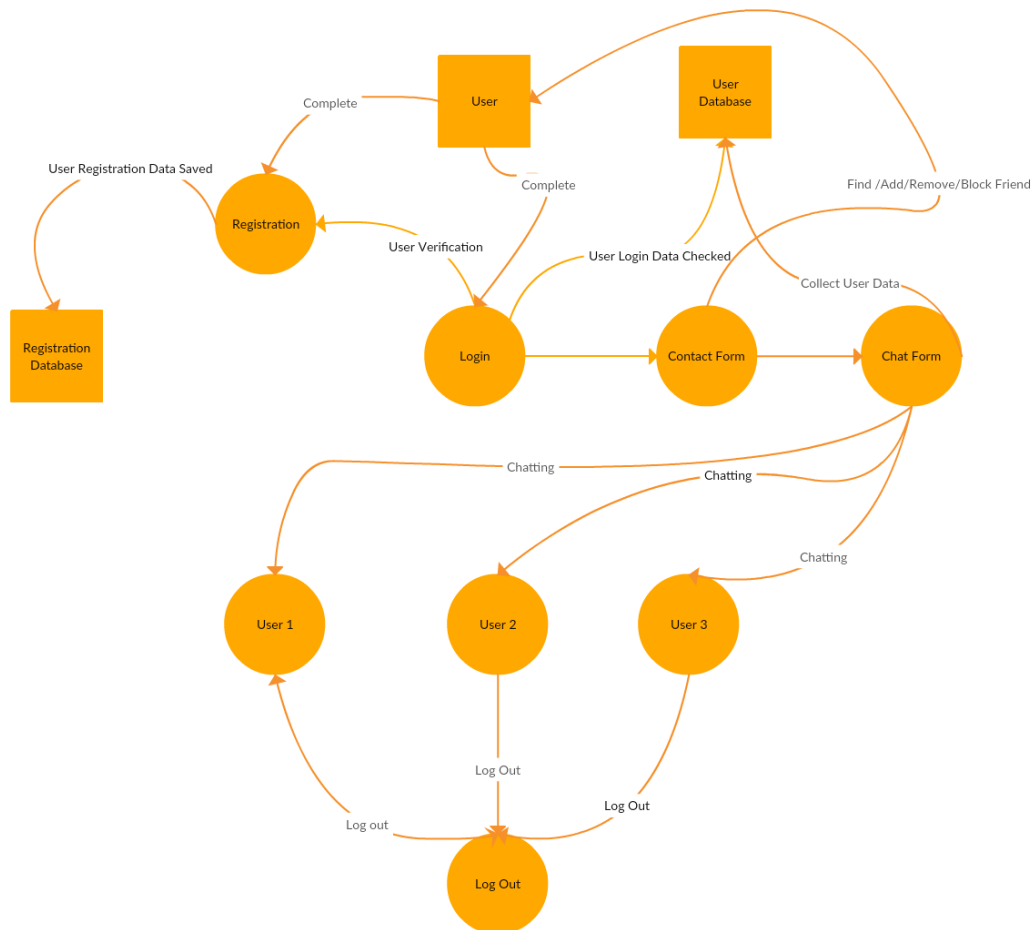 User
User
Database
Complete
User Registration Data Saved
Complete
Find /Add/Remove/Block Friend
Registration
User Verification
User Login Data Checked
Collect User Data
Registration
Database
Login
Contact Form
Chat Form
Chatting
Chatting
Chatting
User 1
User 2
User 3
Log Out
Log Out
Log out
Log Out